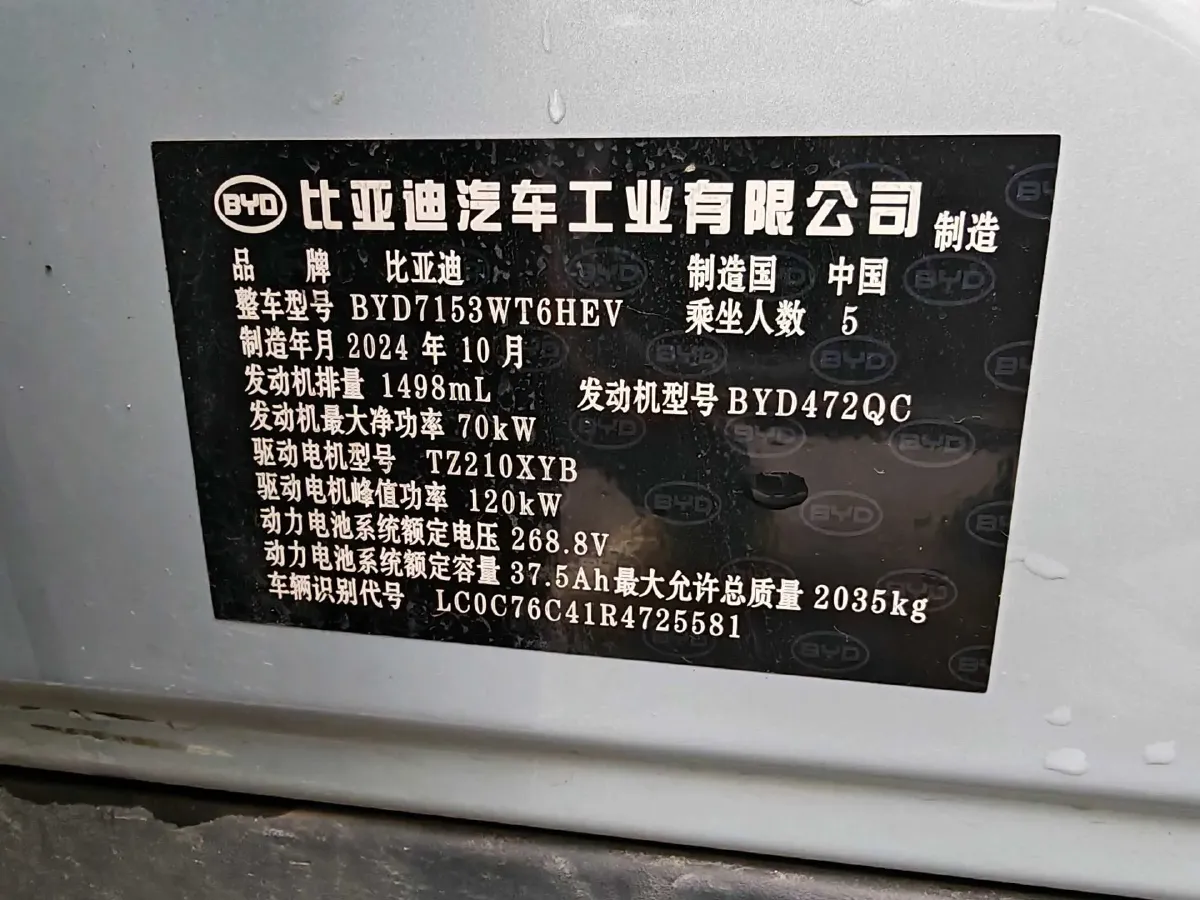 BYD 比亚迪汽车工业有限公司 制造
品 牌 比亚迪 制造国 中国
整车型号 BYD7153WT6HEV 乘坐人数 5
制造年月 2024 年 10 月
发动机排量 1498mL 发动机型号 BYD472QC
发动机最大净功率 70kW
驱动电机型号 TZ210XYB
驱动电机峰值功率 120kW
动力电池系统额定电压 268.8V
动力电池系统额定容量 37.5Ah 最大允许总质量 2035kg
车辆识别代号 LC0C76C41R4725581